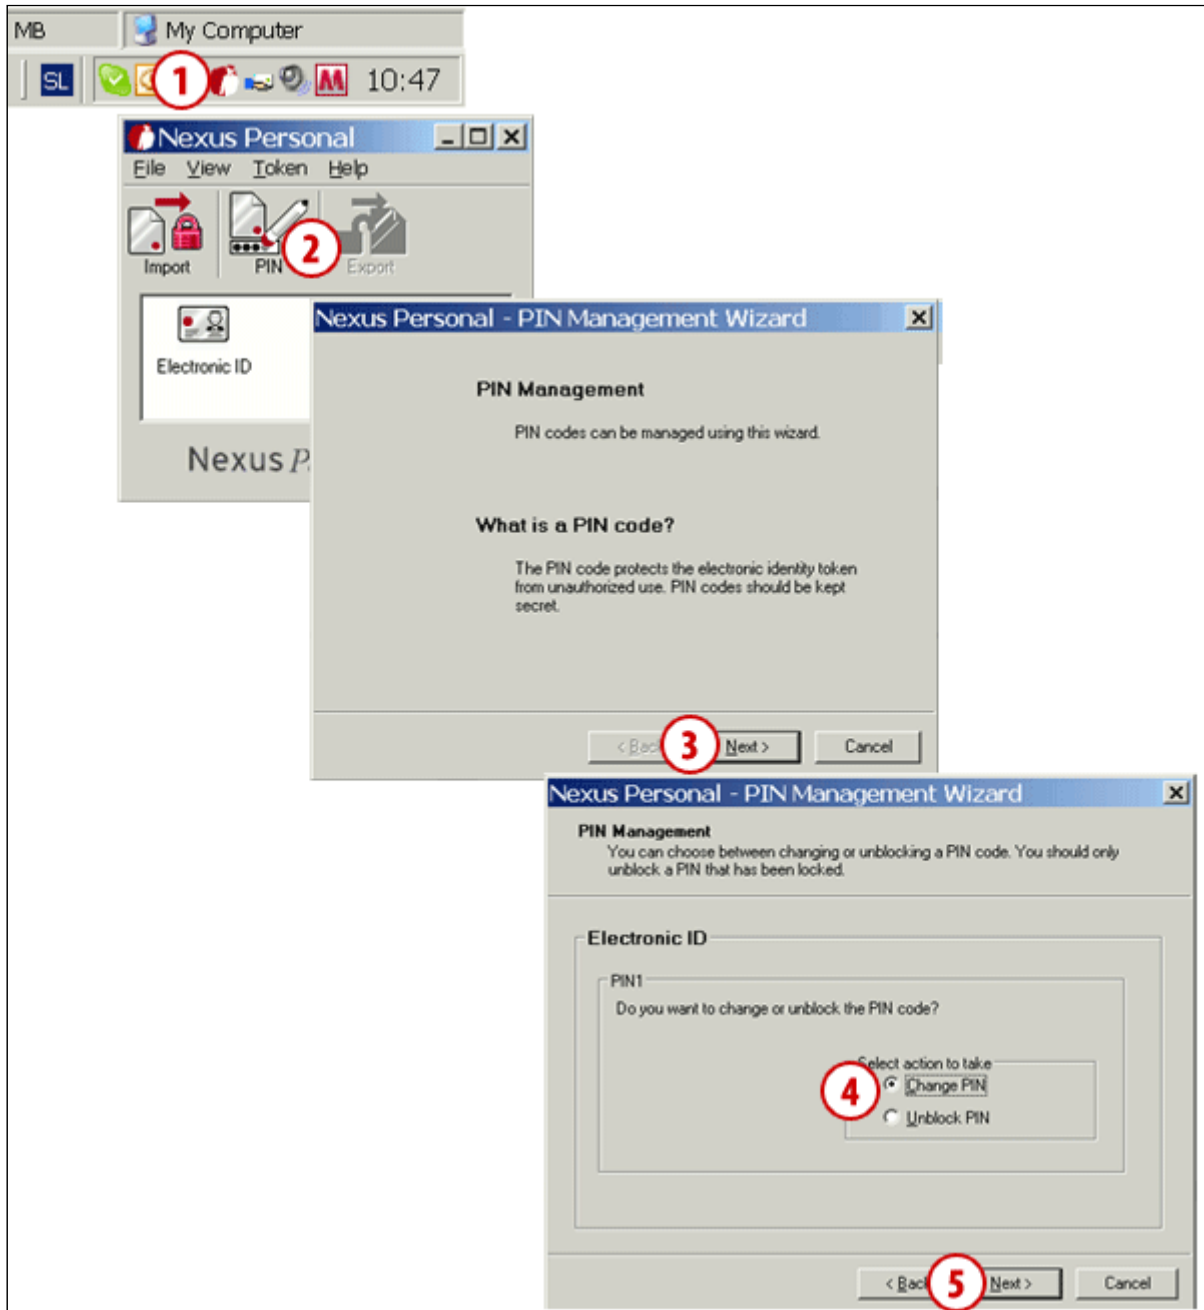 MB
My Computer
SL
1
10:47
Nexus Personal
File View Token Help
Import
PIN
2
Export
Electronic ID
Nexus
Nexus Personal - PIN Management Wizard
PIN Management
PIN codes can be managed using this wizard.
What is a PIN code?
The PIN code protects the electronic identity token
from unauthorized use. PIN codes should be kept
secret.
< Bac
3
Next >
Cancel
Nexus Personal - PIN Management Wizard
PIN Management
You can choose between changing or unblocking a PIN code. You should only
unblock a PIN that has been locked.
Electronic ID
PIN1
Do you want to change or unblock the PIN code?
Select action to take
4
Change PIN
Unblock PIN
< Bac
5
Next >
Cancel